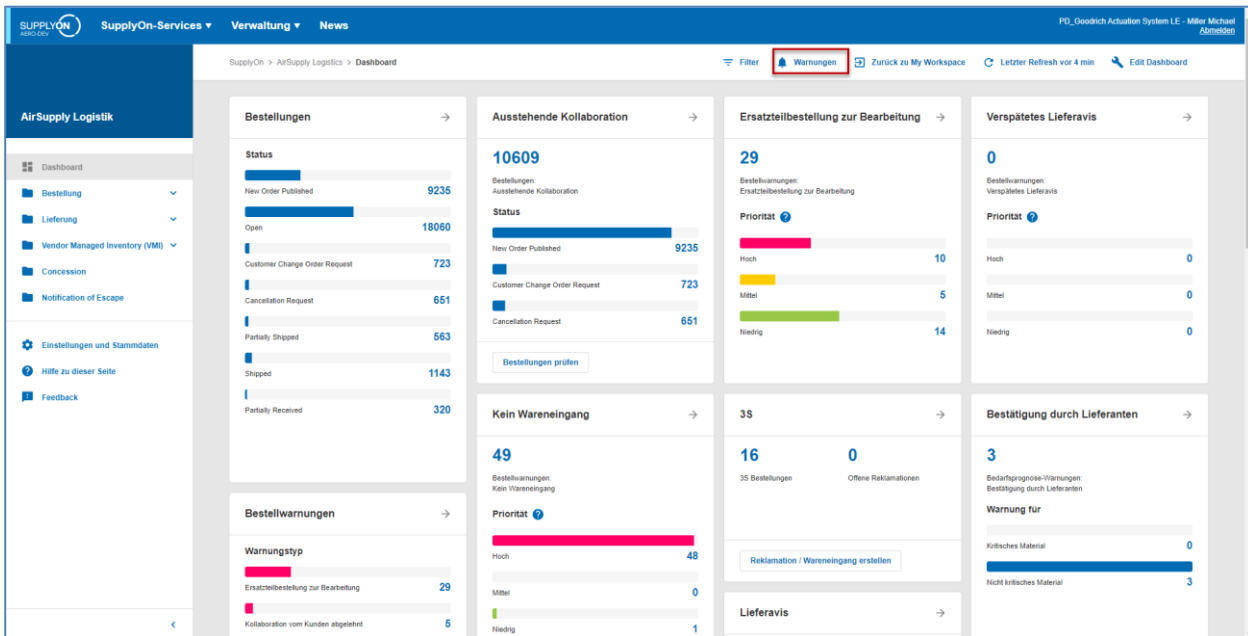 SUPPLYON
AERO-DEV
SupplyOn-Services
Verwaltung
News
PD_Goodrich Actuation System LE - Miller Michael
Abmelden
SupplyOn > AirSupply Logistics > Dashboard
Filter
Warnungen
Zurück zu My Workspace
Letzter Refresh vor 4 min
Edit Dashboard
AirSupply Logistik
Dashboard
Bestellung
Lieferung
Vendor Managed Inventory (VMI)
Concession
Notification of Escape
Einstellungen und Stammdaten
Hilfe zu dieser Seite
Feedback
Bestellungen
Status
New Order Published 9235
Open 18060
Customer Change Order Request 723
Cancellation Request 651
Partially Shipped 563
Shipped 1143
Partially Received 320
Bestellwarnungen
Warnungstyp
Ersatzteilbestellung zur Bearbeitung 29
Kollaboration vom Kunden abgelehnt 5
Ausstehende Kollaboration
10609
Bestellungen:
Ausstehende Kollaboration
Status
New Order Published 9235
Customer Change Order Request 723
Cancellation Request 651
Bestellungen prüfen
Kein Wareneingang
49
Bestellwarnungen:
Kein Wareneingang
Priorität
Hoch 48
Mittel 0
Niedrig 1
Ersatzteilbestellung zur Bearbeitung
29
Bestellwarnungen:
Ersatzteilbestellung zur Bearbeitung
Priorität
Hoch 10
Mittel 5
Niedrig 14
3S
16 0
3S Bestellungen Offene Reklamationen
Reklamation / Wareneingang erstellen
Lieferavis
Verspätetes Lieferavis
0
Bestellwarnungen:
Verspätetes Lieferavis
Priorität
Hoch 0
Mittel 0
Niedrig 0
Bestätigung durch Lieferanten
3
Bedarfsprognose-Warnungen:
Bestätigung durch Lieferanten
Warnung für
Kritisches Material 0
Nicht kritisches Material 3